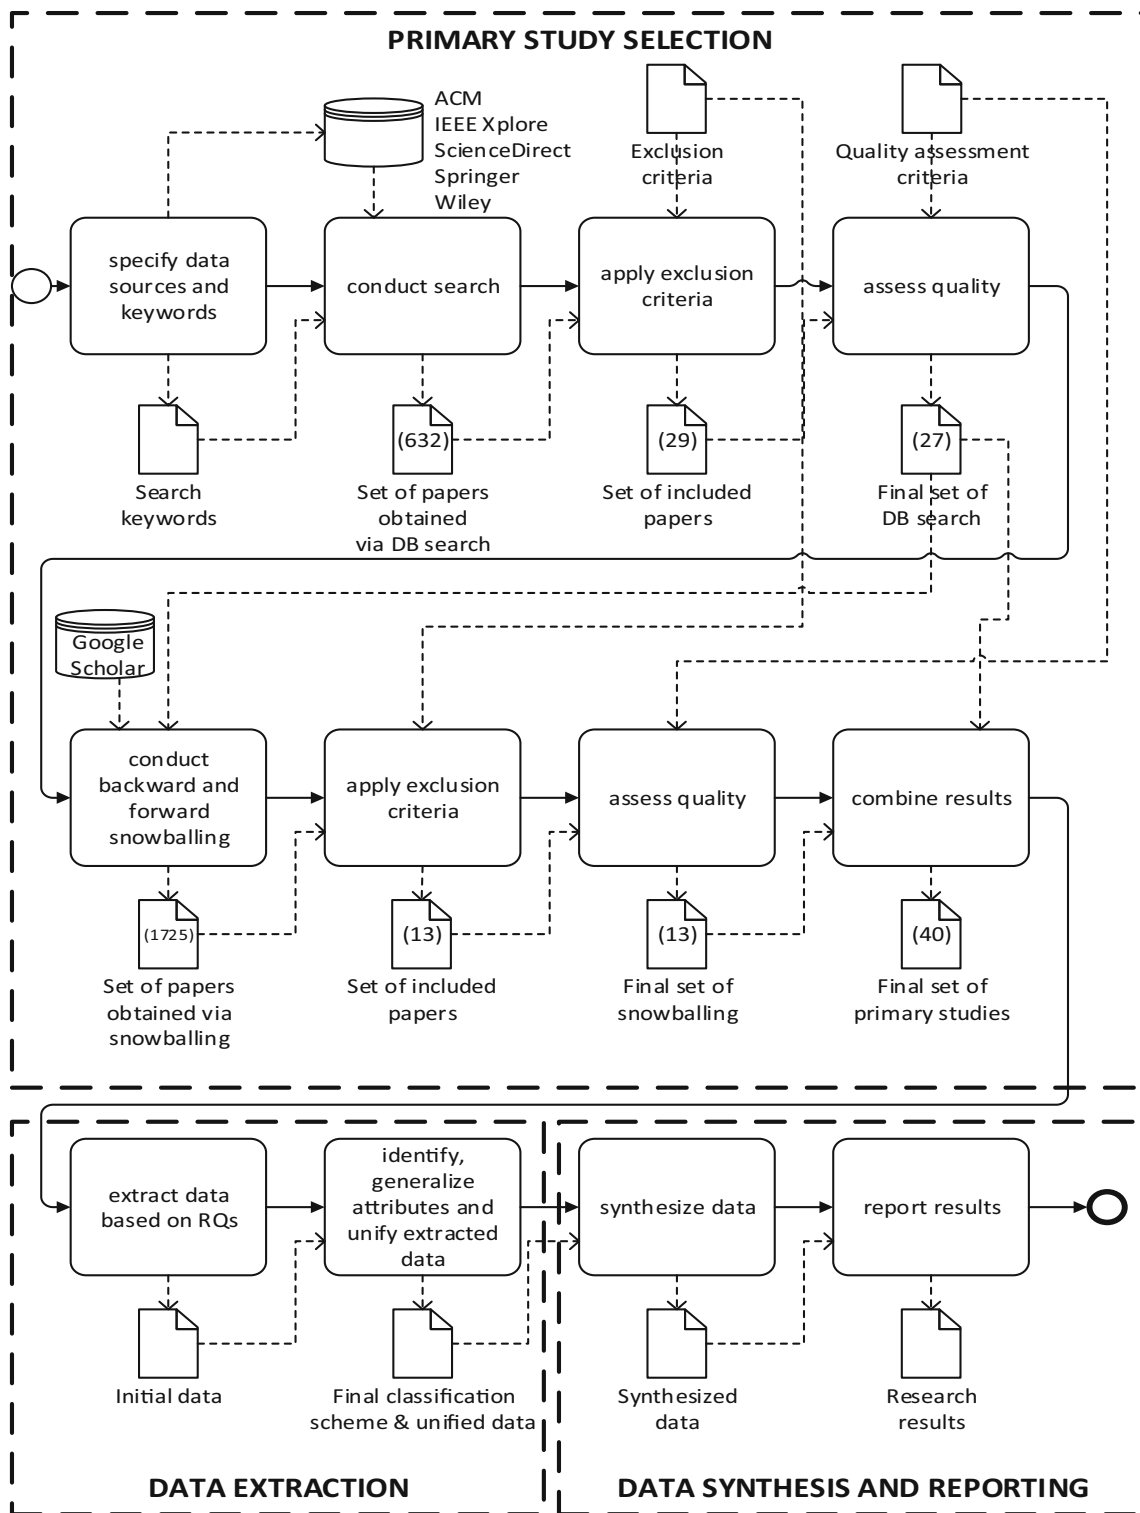 PRIMARY STUDY SELECTION
ACM
IEEE Xplore
ScienceDirect
Springer
Wiley
Exclusion
criteria
Quality assessment
criteria
specify data
sources and
keywords
conduct search
apply exclusion
criteria
assess quality
Search
keywords
(632)
Set of papers
obtained
via DB search
(29)
Set of included
papers
(27)
Final set of
DB search
Google
Scholar
conduct
backward and
forward
snowballing
apply exclusion
criteria
assess quality
combine results
(1725)
Set of papers
obtained via
snowballing
(13)
Set of included
papers
(13)
Final set of
snowballing
(40)
Final set of
primary studies
extract data
based on RQs
identify,
generalize
attributes and
unify extracted
data
synthesize data
report results
Initial data
Final classification
scheme & unified data
Synthesized
data
Research
results
DATA EXTRACTION
DATA SYNTHESIS AND REPORTING